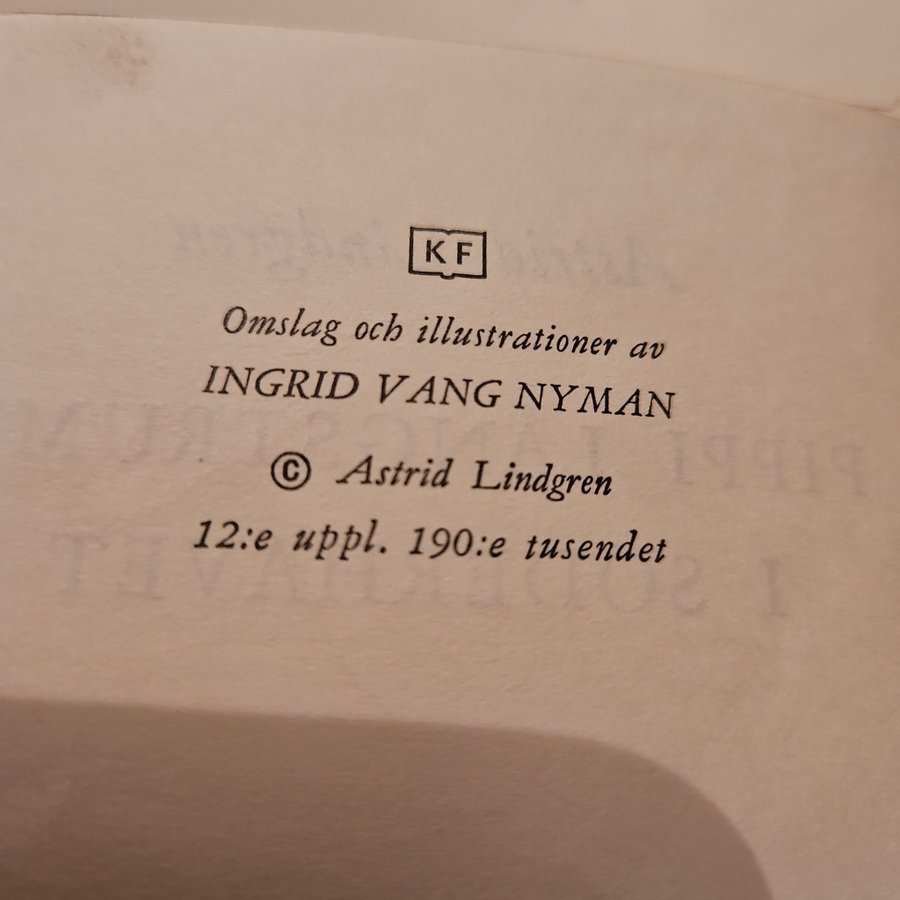 KF
Omslag och illustrationer av
INGRID VANG NYMAN
© Astrid Lindgren
12:e uppl. 190:e tusendet